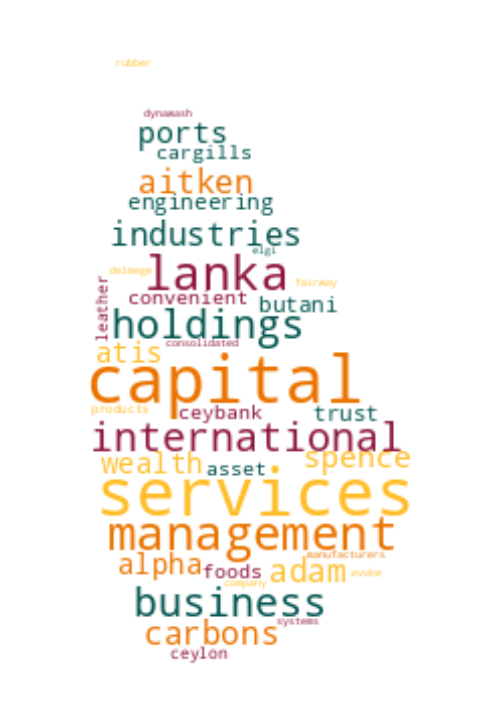 rubber
dynawash
ports
cargills
aitken
engineering
industries
elgi
lanka
delmege
fairway
leather
convenient
butani
holdings
consolidated
atis
capital
products
ceybank
trust
international
wealth
asset
spence
services
management
manufacturers
alpha
foods
adam
evoke
company
business
systems
carbons
ceylon